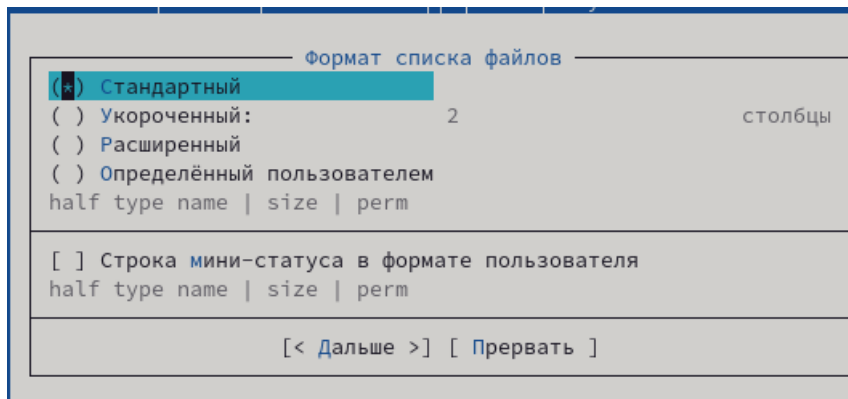 Формат списка файлов
(*) Стандартный
( ) Укороченный: 2 столбцы
( ) Расширенный
( ) Определённый пользователем
half type name | size | perm
[ ] Строка мини-статуса в формате пользователя
half type name | size | perm
[< Дальше >] [ Прервать ]